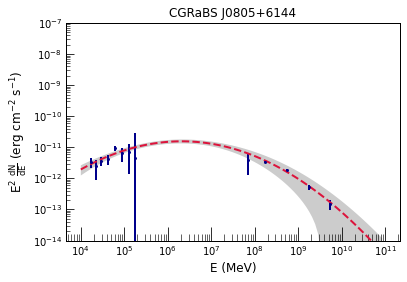 CGRaBS J0805+6144
E² dN/dE (erg cm⁻² s⁻¹)
10⁻⁷
10⁻⁸
10⁻⁹
10⁻¹⁰
10⁻¹¹
10⁻¹²
10⁻¹³
10⁻¹⁴
10⁴ 10⁵ 10⁶ 10⁷ 10⁸ 10⁹ 10¹⁰ 10¹¹
E (MeV)